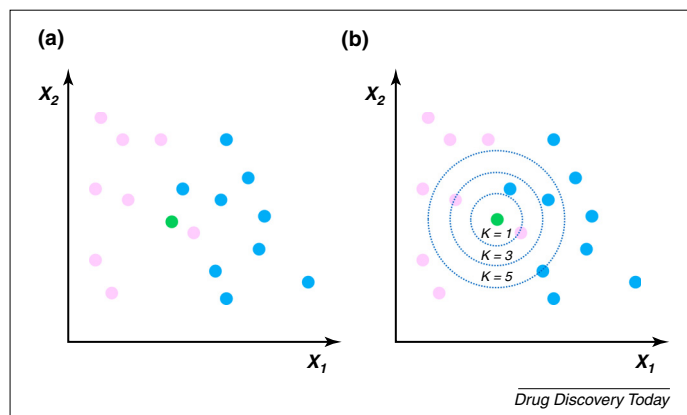 (a)
X2
X1
(b)
X2
K = 1
K = 3
K = 5
X1
Drug Discovery Today